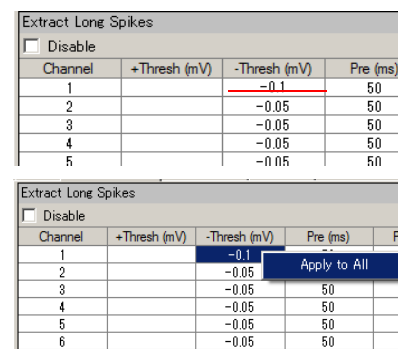 Extract Long Spikes
Disable
Channel +Thresh (mV) -Thresh (mV) Pre (ms)
1 -0.1 50
2 -0.05 50
3 -0.05 50
4 -0.05 50
5 -0.05 50
Extract Long Spikes
Disable
Channel +Thresh (mV) -Thresh (mV) Pre (ms)
1 -0.1
2 -0.05 Apply to All
3 -0.05 50
4 -0.05 50
5 -0.05 50
6 -0.05 50